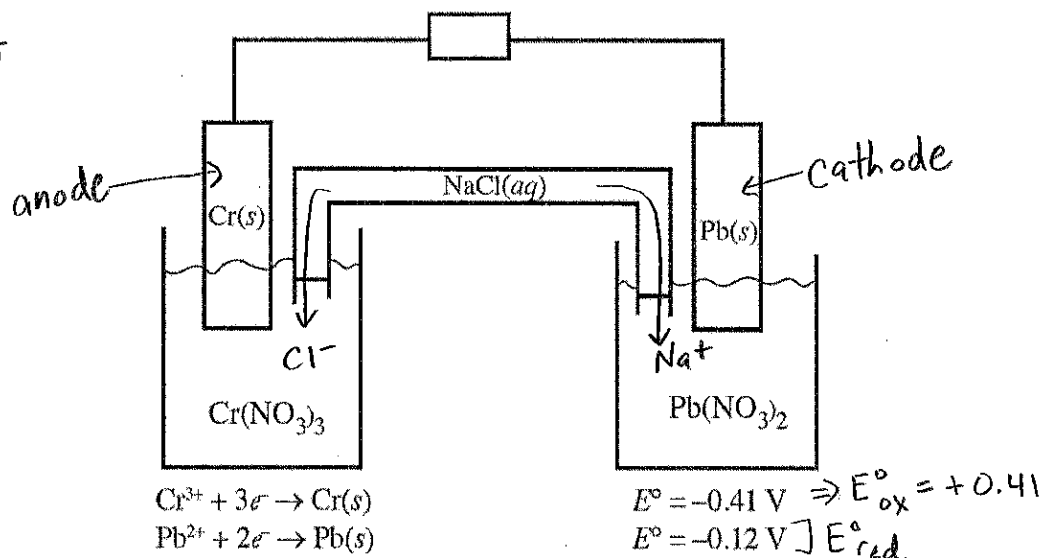 anode
cathode
NaCl(aq)
Cr(s)
Pb(s)
Cl⁻
Na⁺
Cr(NO₃)₃
Pb(NO₃)₂
Cr³⁺ + 3e⁻ → Cr(s) E° = –0.41 V ⇒ E°ox = +0.41
Pb²⁺ + 2e⁻ → Pb(s) E° = –0.12 V ] E°red.